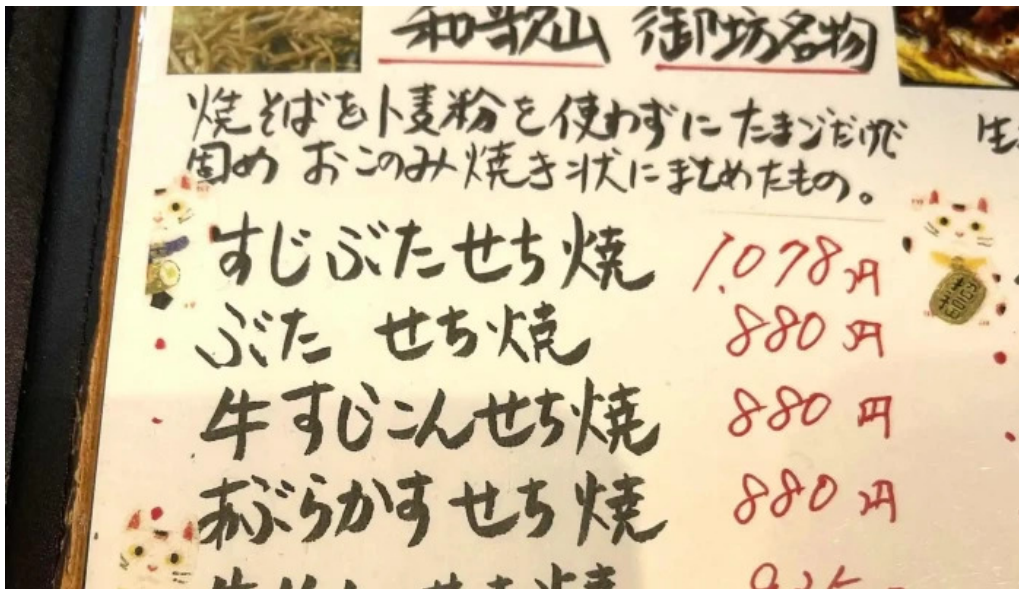 和歌山 御坊名物
焼そばを小麦粉を使わずにたまごだけで
固め おこのみ焼き状にまとめたもの。
すじぶたせち焼 1,078円
ぶた せち焼 880円
牛すじこんせち焼 880円
あぶらかすせち焼 880円